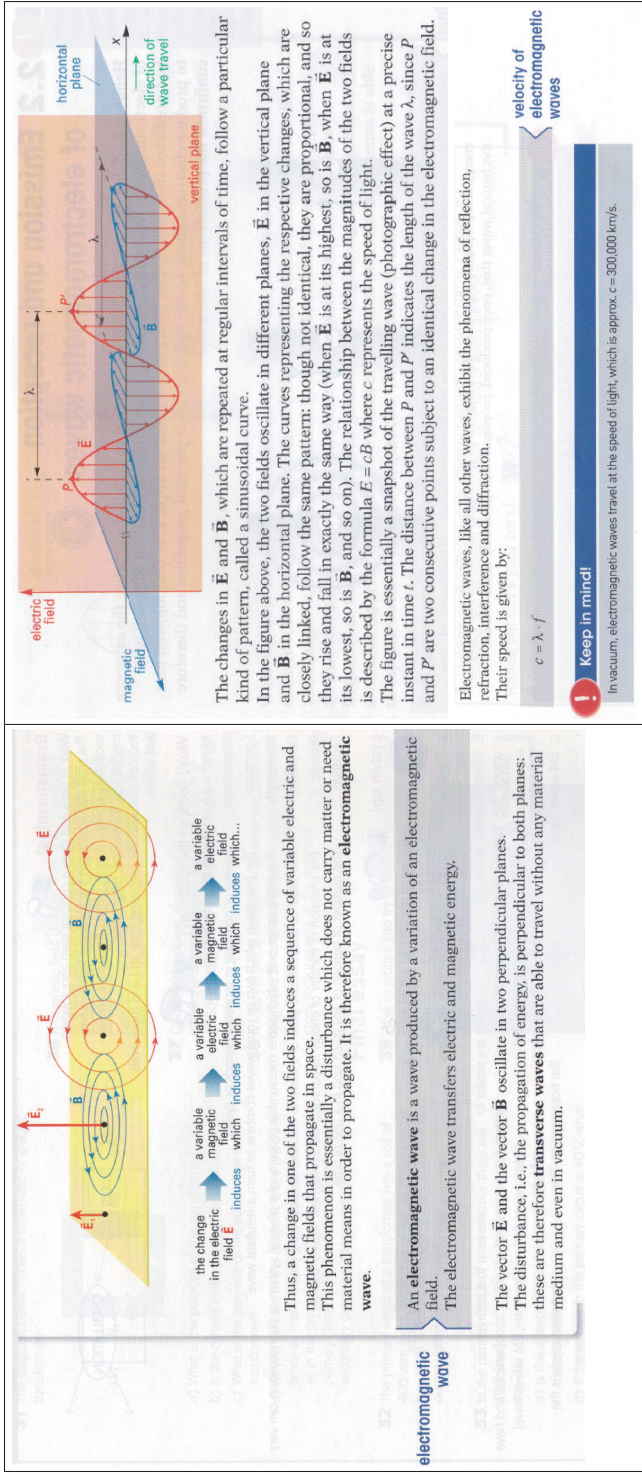 E₁
E₂
B
E
B
E
the change
in the electric
field E
induces
a variable
magnetic
field
which
induces
a variable
electric
field
which
induces
a variable
magnetic
field
which
induces
a variable
electric
field
which...
Thus, a change in one of the two fields induces a sequence of variable electric and
magnetic fields that propagate in space.
This phenomenon is essentially a disturbance which does not carry matter or need
material means in order to propagate. It is therefore known as an electromagnetic
wave.
electromagnetic
wave
An electromagnetic wave is a wave produced by a variation of an electromagnetic
field.
The electromagnetic wave transfers electric and magnetic energy.
The vector E and the vector B oscillate in two perpendicular planes.
The disturbance, i.e., the propagation of energy, is perpendicular to both planes:
these are therefore transverse waves that are able to travel without any material
medium and even in vacuum.
electric
field
magnetic
field
P
λ
P'
E
B
λ
horizontal
plane
x
direction of
wave travel
vertical plane
The changes in E and B, which are repeated at regular intervals of time, follow a particular
kind of pattern, called a sinusoidal curve.
In the figure above, the two fields oscillate in different planes, E in the vertical plane
and B in the horizontal plane. The curves representing the respective changes, which are
closely linked, follow the same pattern: though not identical, they are proportional, and so
they rise and fall in exactly the same way (when E is at its highest, so is B, when E is at
its lowest, so is B, and so on). The relationship between the magnitudes of the two fields
is described by the formula E = cB where c represents the speed of light.
The figure is essentially a snapshot of the travelling wave (photographic effect) at a precise
instant in time t. The distance between P and P' indicates the length of the wave λ, since P
and P' are two consecutive points subject to an identical change in the electromagnetic field.
Electromagnetic waves, like all other waves, exhibit the phenomena of reflection,
refraction, interference and diffraction.
Their speed is given by:
c = λ · f
velocity of
electromagnetic
waves
! Keep in mind!
In vacuum, electromagnetic waves travel at the speed of light, which is approx. c = 300,000 km/s.